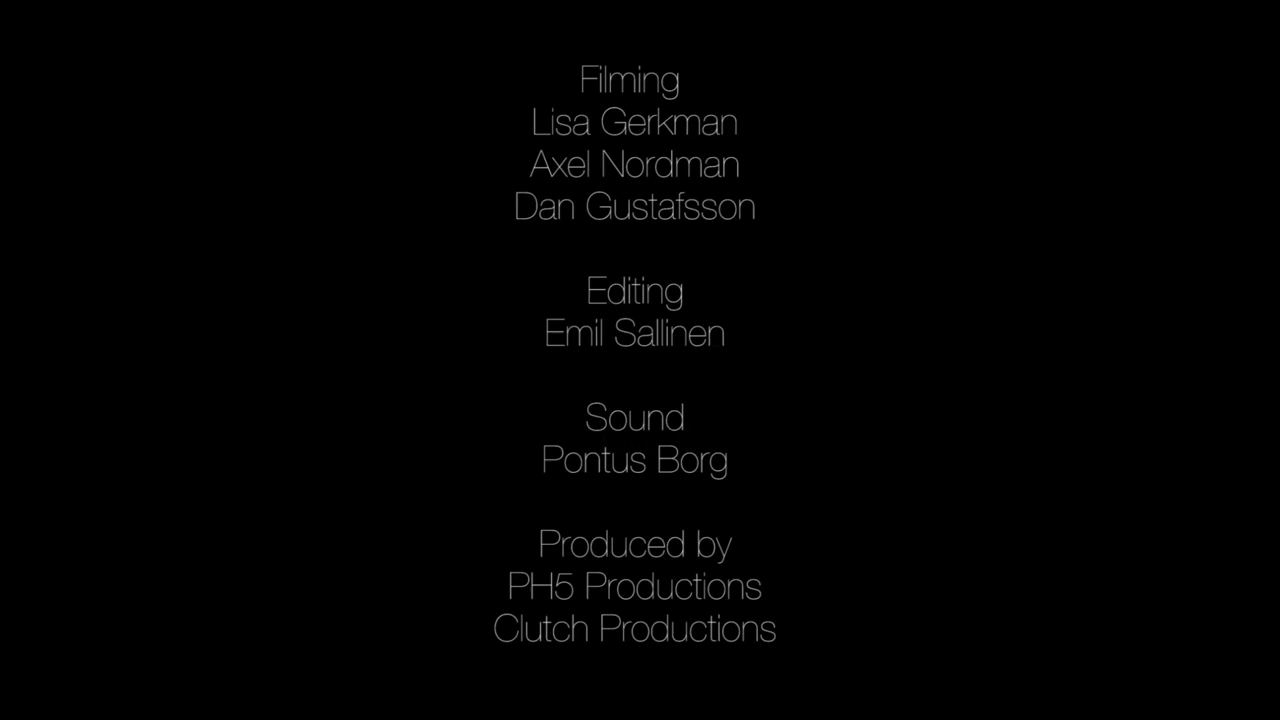 Filming
Lisa Gerkman
Axel Nordman
Dan Gustafsson
Editing
Emil Sallinen
Sound
Pontus Borg
Produced by
PH5 Productions
Clutch Productions